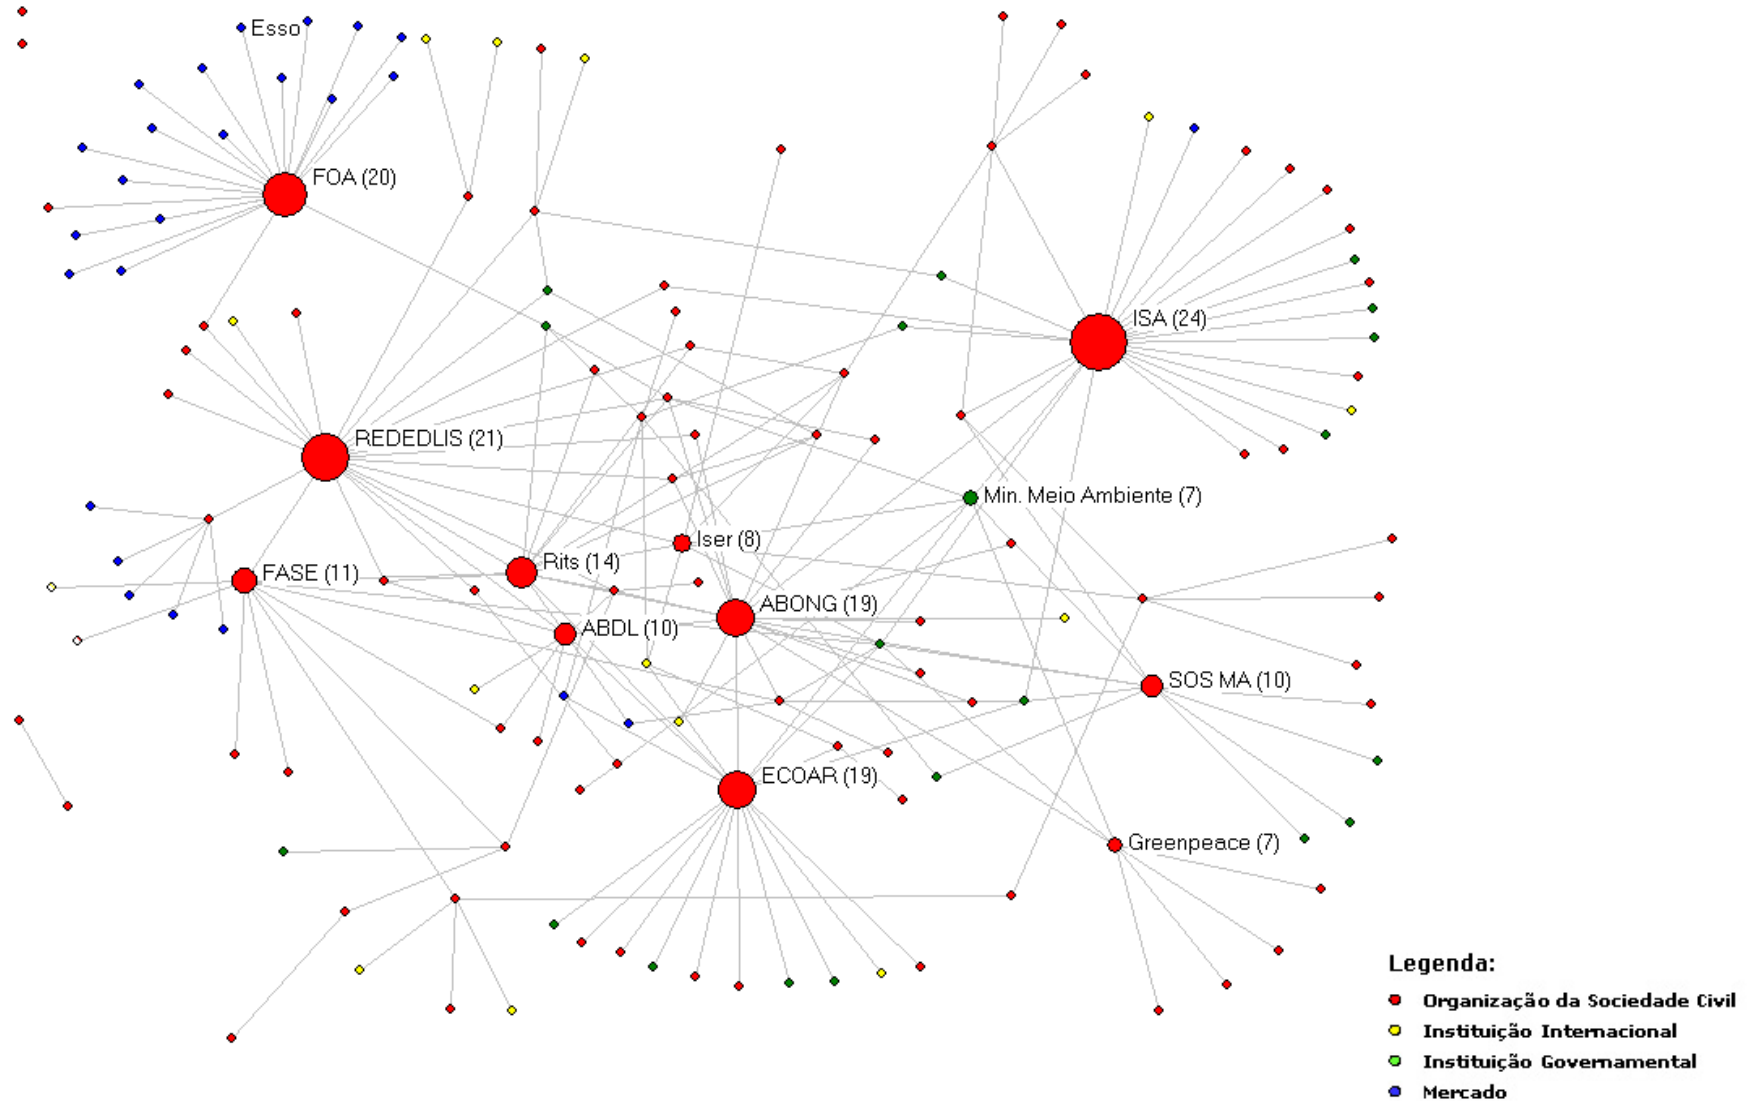 Esso
FOA (20)
ISA (24)
REDEDLIS (21)
Min. Meio Ambiente (7)
Iser (8)
Rits (14)
FASE (11)
ABONG (19)
ABDL (10)
SOS MA (10)
ECOAR (19)
Greenpeace (7)
Legenda:
Organização da Sociedade Civil
Instituição Internacional
Instituição Governamental
Mercado